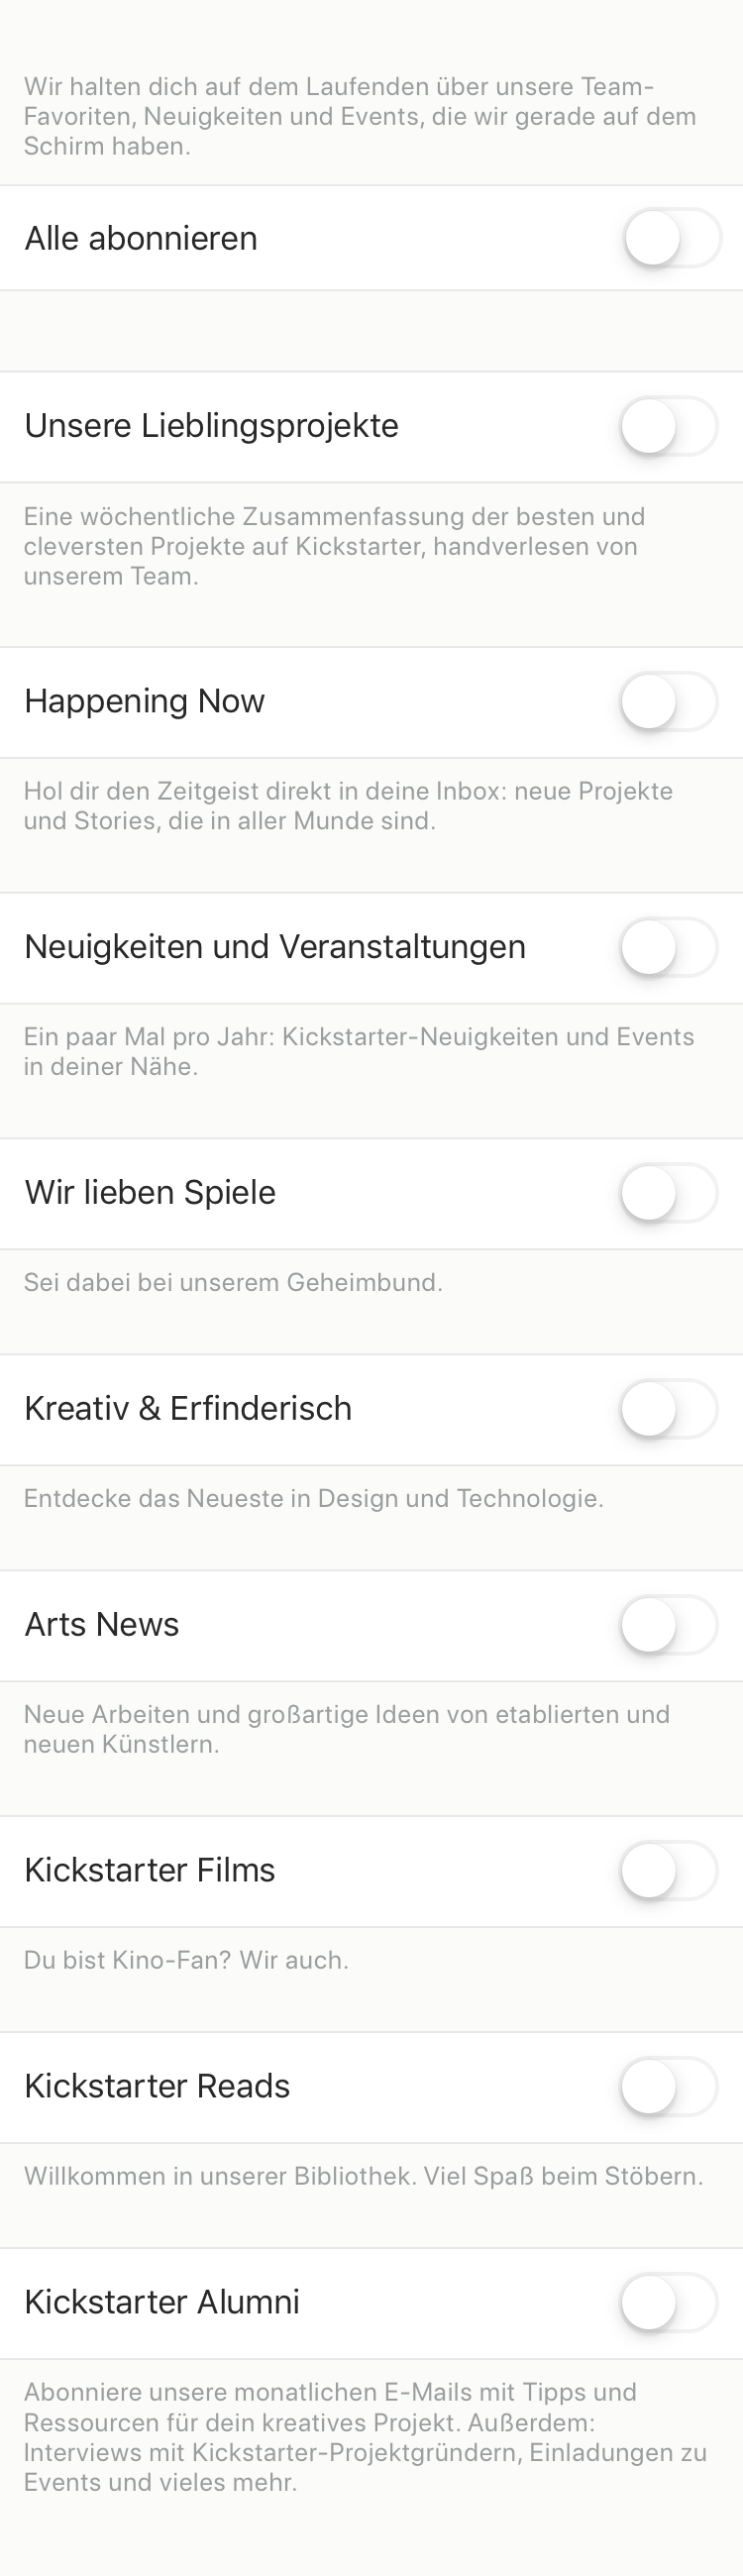 Wir halten dich auf dem Laufenden über unsere Team-
Favoriten, Neuigkeiten und Events, die wir gerade auf dem
Schirm haben.
Alle abonnieren
Unsere Lieblingsprojekte
Eine wöchentliche Zusammenfassung der besten und
cleversten Projekte auf Kickstarter, handverlesen von
unserem Team.
Happening Now
Hol dir den Zeitgeist direkt in deine Inbox: neue Projekte
und Stories, die in aller Munde sind.
Neuigkeiten und Veranstaltungen
Ein paar Mal pro Jahr: Kickstarter-Neuigkeiten und Events
in deiner Nähe.
Wir lieben Spiele
Sei dabei bei unserem Geheimbund.
Kreativ & Erfinderisch
Entdecke das Neueste in Design und Technologie.
Arts News
Neue Arbeiten und großartige Ideen von etablierten und
neuen Künstlern.
Kickstarter Films
Du bist Kino-Fan? Wir auch.
Kickstarter Reads
Willkommen in unserer Bibliothek. Viel Spaß beim Stöbern.
Kickstarter Alumni
Abonniere unsere monatlichen E-Mails mit Tipps und
Ressourcen für dein kreatives Projekt. Außerdem:
Interviews mit Kickstarter-Projektgründern, Einladungen zu
Events und vieles mehr.